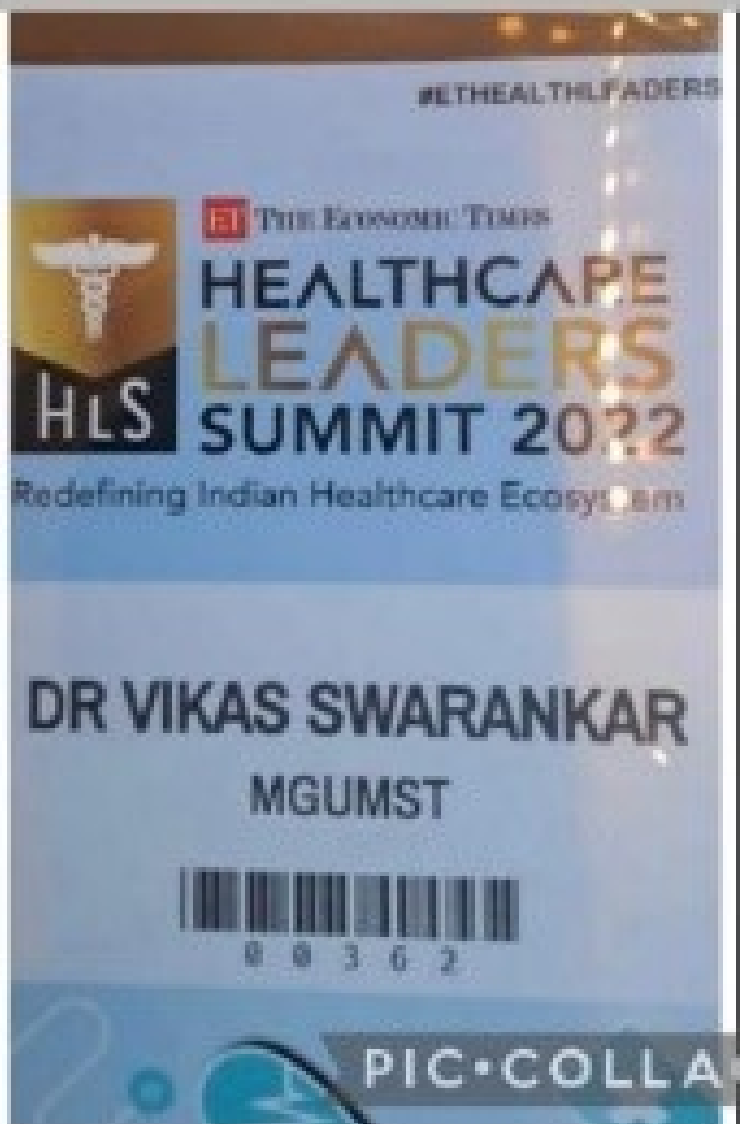 #ETHEALTHLEADERS
ET THE ECONOMIC TIMES
HEALTHCARE
LEADERS
HLS
SUMMIT 2022
Redefining Indian Healthcare Ecosystem
DR VIKAS SWARANKAR
MGUMST
00362
PIC•COLLA